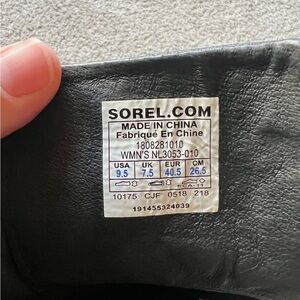 SOREL.COM
MADE IN CHINA
Fabriqué En Chine
1808281010
WMN'S NL3053-010
USA UK EUR CM
9.5 7.5 40.5 26.5
10175 CJF 0518 218
191455324039